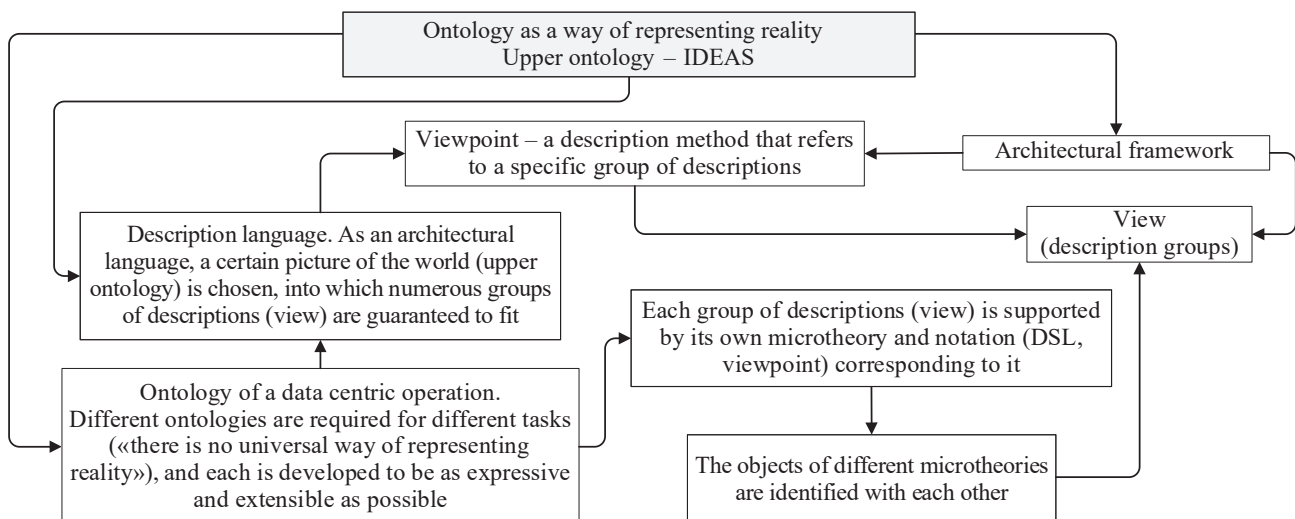 Ontology as a way of representing reality
Upper ontology – IDEAS
Viewpoint – a description method that refers
to a specific group of descriptions
Architectural framework
View
(description groups)
Description language. As an architectural
language, a certain picture of the world (upper
ontology) is chosen, into which numerous groups
of descriptions (view) are guaranteed to fit
Each group of descriptions (view) is supported
by its own microtheory and notation (DSL,
viewpoint) corresponding to it
Ontology of a data centric operation.
Different ontologies are required for different tasks
(«there is no universal way of representing
reality»), and each is developed to be as expressive
and extensible as possible
The objects of different microtheories
are identified with each other